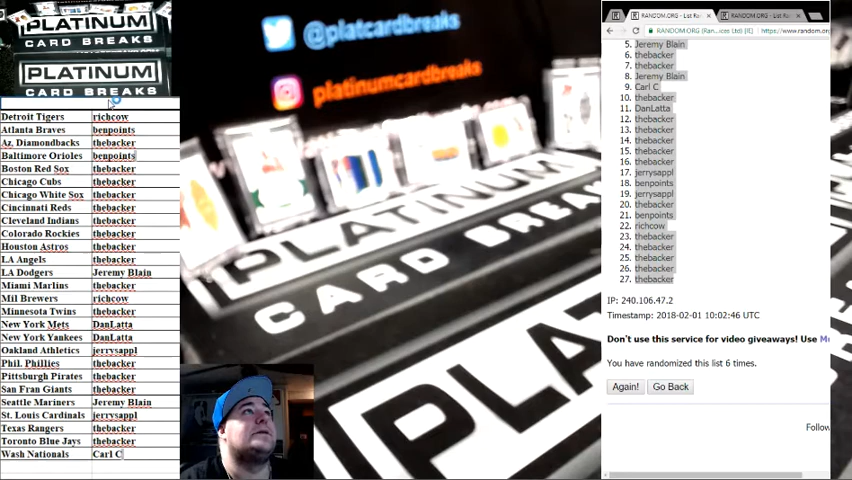 PLATINUM
CARD BREAKS
PLATINUM
CARD BREAKS
Detroit Tigers richcow
Atlanta Braves benpoints
Az. Diamondbacks thebacker
Baltimore Orioles benpoints
Boston Red Sox thebacker
Chicago Cubs thebacker
Chicago White Sox thebacker
Cincinnati Reds thebacker
Cleveland Indians thebacker
Colorado Rockies thebacker
Houston Astros thebacker
LA Angels thebacker
LA Dodgers Jeremy Blain
Miami Marlins thebacker
Mil Brewers richcow
Minnesota Twins thebacker
New York Mets DanLatta
New York Yankees DanLatta
Oakland Athletics jerrysappl
Phil. Phillies thebacker
Pittsburgh Pirates thebacker
San Fran Giants thebacker
Seattle Mariners Jeremy Blain
St. Louis Cardinals jerrysappl
Texas Rangers thebacker
Toronto Blue Jays thebacker
Wash Nationals Carl C
@platcardbreaks
platinumcardbreaks
PLATINUM
CARD BREAKS
PLATINUM
RANDOM.ORG - List Ra
RANDOM.ORG - List Ra
RANDOM.ORG (Ran...ices Ltd) [IE] https://www.random.or
5. Jeremy Blain
6. thebacker
7. thebacker
8. Jeremy Blain
9. Carl C
10. thebacker
11. DanLatta
12. thebacker
13. thebacker
14. thebacker
15. thebacker
16. thebacker
17. jerrysappl
18. benpoints
19. jerrysappl
20. thebacker
21. benpoints
22. richcow
23. thebacker
24. thebacker
25. thebacker
26. thebacker
27. thebacker
IP: 240.106.47.2
Timestamp: 2018-02-01 10:02:46 UTC
Don't use this service for video giveaways! Use
You have randomized this list 6 times.
Again! Go Back
Follow